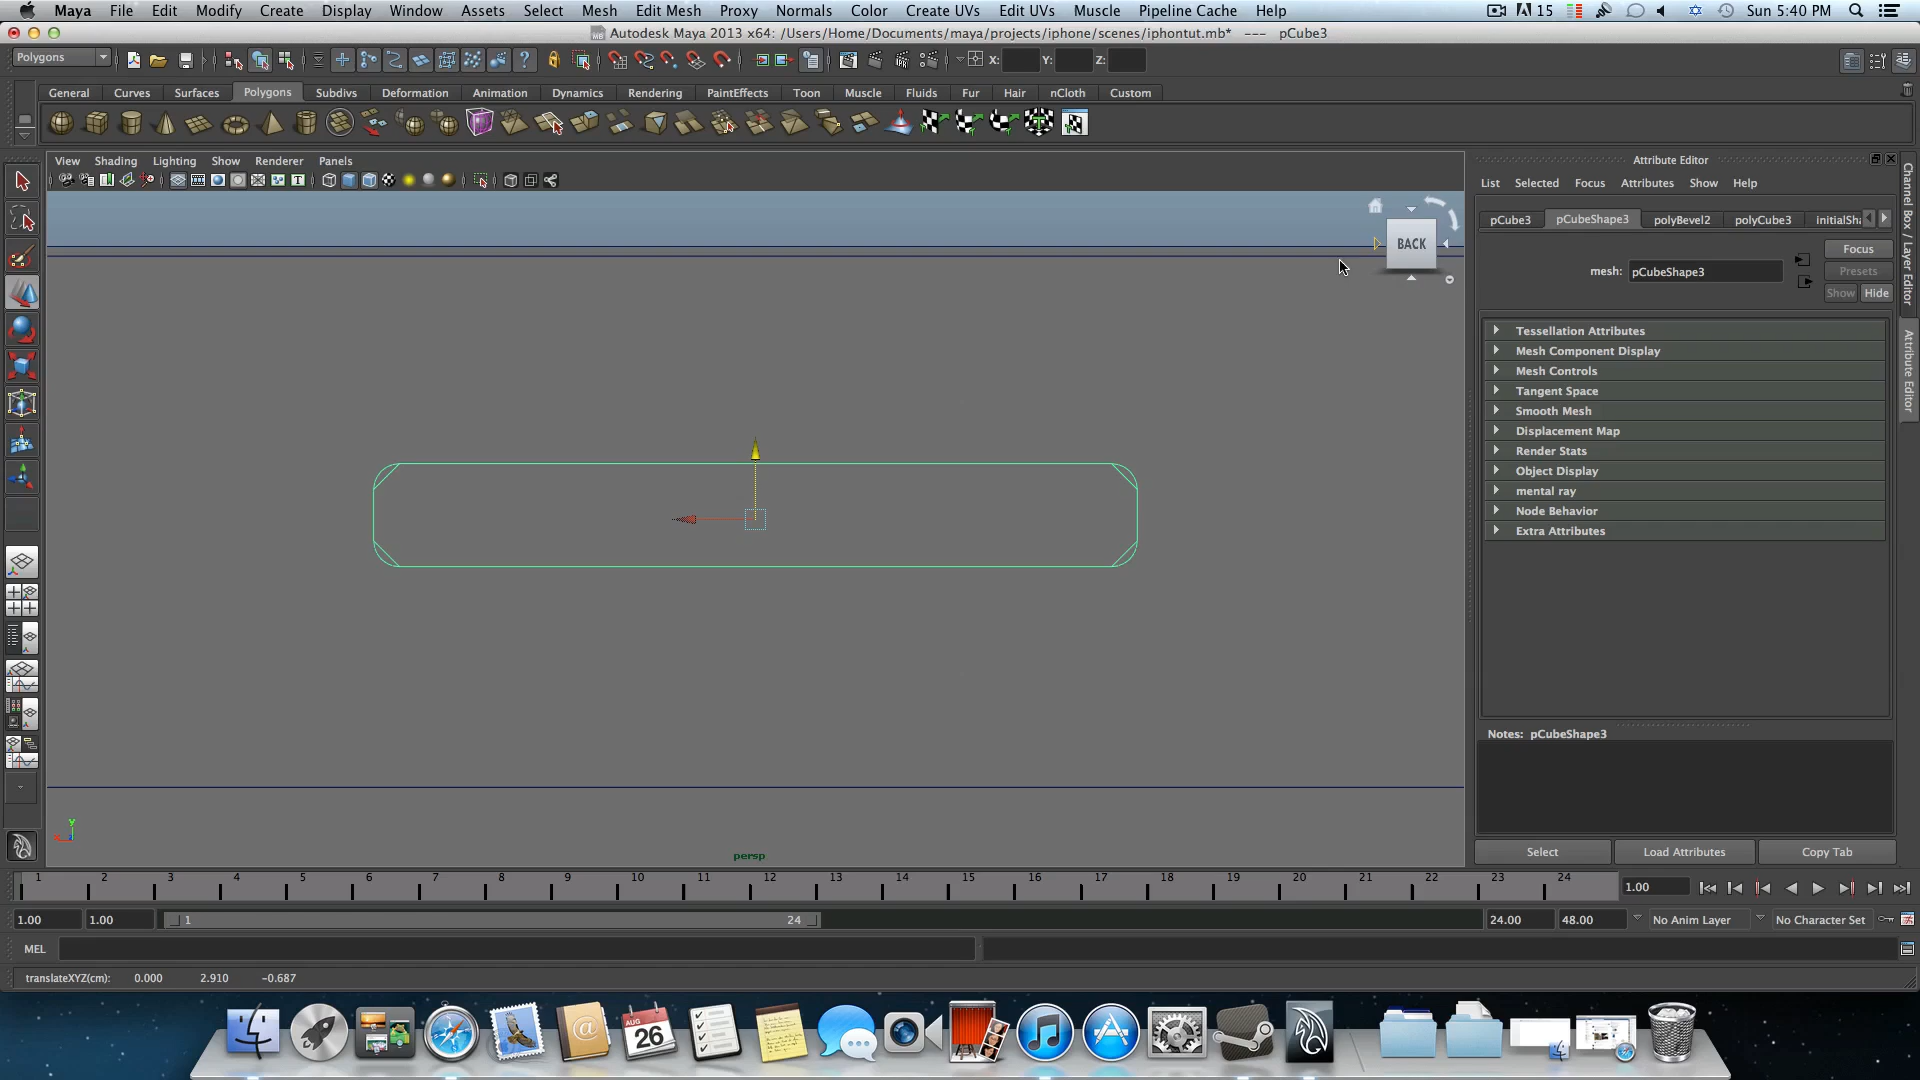 Maya File Edit Modify Create Display Window Assets Select Mesh Edit Mesh Proxy Normals Color Create UVs Edit UVs Muscle Pipeline Cache Help 15 Sun 5:40 PM
Autodesk Maya 2013 x64: /Users/Home/Documents/maya/projects/iphone/scenes/iphontut.mb* --- pCube3
Polygons X: Y: Z:
General Curves Surfaces Polygons Subdivs Deformation Animation Dynamics Rendering PaintEffects Toon Muscle Fluids Fur Hair nCloth Custom
View Shading Lighting Show Renderer Panels
BACK
y
x
persp
Attribute Editor
List Selected Focus Attributes Show Help
pCube3 pCubeShape3 polyBevel2 polyCube3 initialSha
Focus
mesh: pCubeShape3
Presets
Show Hide
Tessellation Attributes
Mesh Component Display
Mesh Controls
Tangent Space
Smooth Mesh
Displacement Map
Render Stats
Object Display
mental ray
Node Behavior
Extra Attributes
Notes: pCubeShape3
Select Load Attributes Copy Tab
Channel Box / Layer Editor
Attribute Editor
1 2 3 4 5 6 7 8 9 10 11 12 13 14 15 16 17 18 19 20 21 22 23 24 1.00
1.00 1.00 1 24 24.00 48.00 No Anim Layer No Character Set
MEL
translateXYZ(cm): 0.000 2.910 -0.687
AUG
26